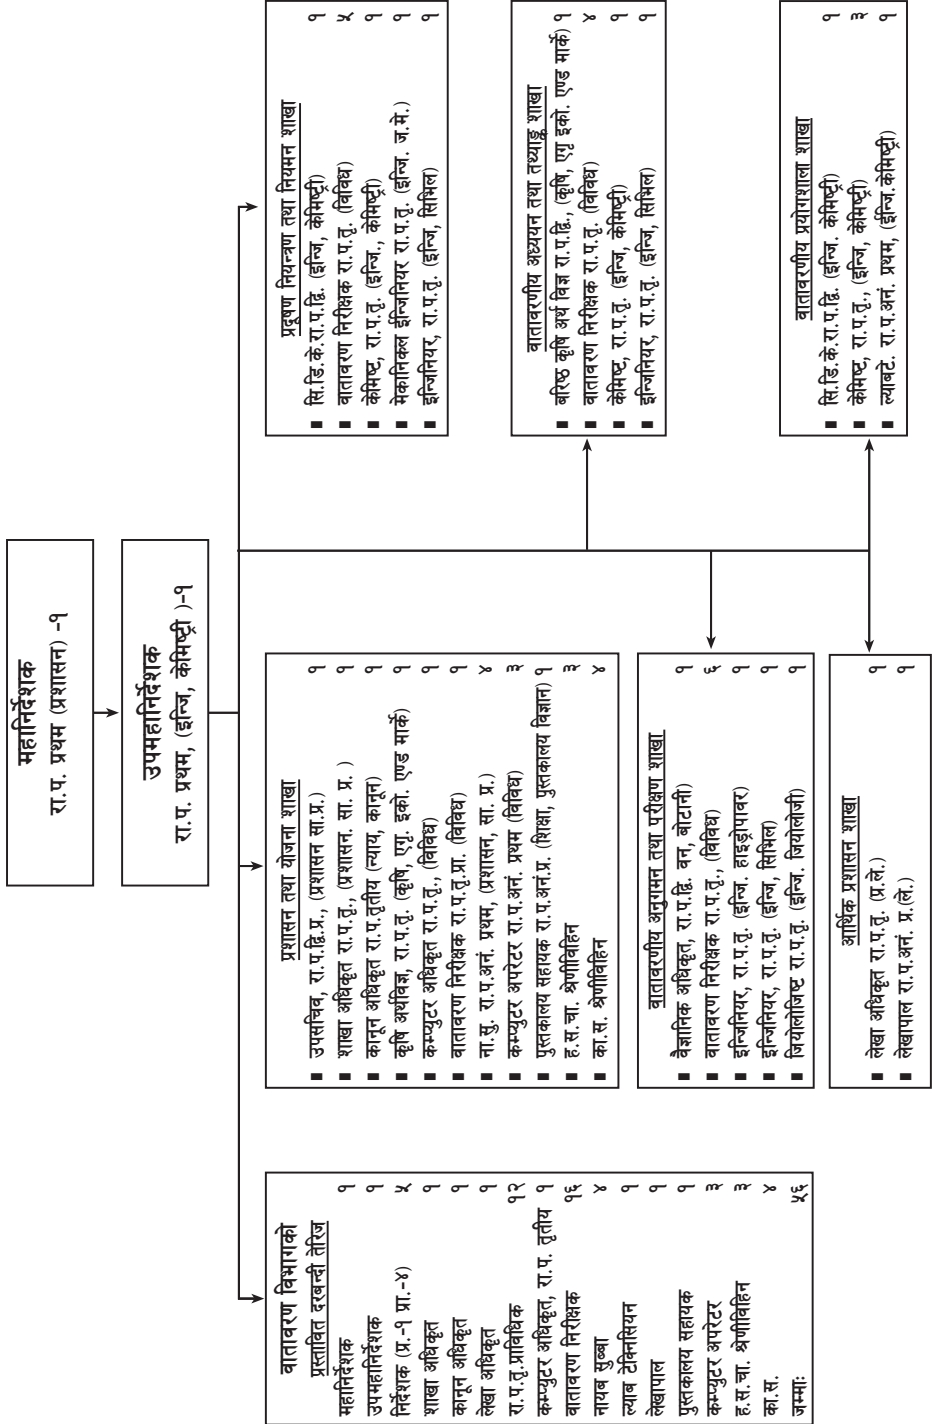 महानिर्देशक
रा.प. प्रथम (प्रशासन) -१
उपमहानिर्देशक
रा.प. प्रथम, (इन्जि, केमिष्ट्री )-१
वातावरण विभागको
प्रस्तावित दरबन्दी तेरिज
महानिर्देशक १
उपमहानिर्देशक १
निर्देशक (प्र.-१ प्रा.-४) ५
शाखा अधिकृत १
कानून अधिकृत १
लेखा अधिकृत १
रा.प.तृ.प्राविधिक १२
कम्प्युटर अधिकृत, रा.प. तृतीय १
वातावरण निरीक्षक १६
नायब सुब्बा ४
ल्याब टेक्निसियन १
लेखापाल १
पुस्तकालय सहायक १
कम्प्युटर अपरेटर ३
ह.स.चा. श्रेणीविहिन ३
का.स. ४
जम्माः ५६
प्रशासन तथा योजना शाखा
■ उपसचिव, रा.प.द्वि.प्र., (प्रशासन सा.प्र.) १
■ शाखा अधिकृत रा.प.तृ., (प्रशासन. सा. प्र. ) १
■ कानून अधिकृत रा.प.तृतीय (न्याय, कानून) १
■ कृषि अर्थविज्ञ, रा.प.तृ. (कृषि, एगृ. इको. एण्ड मार्के) १
■ कम्प्युटर अधिकृत रा.प.तृ., (विविध) १
■ वातावरण निरीक्षक रा.प.तृ.प्रा. (विविध) १
■ ना.सु. रा.प.अनं. प्रथम, (प्रशासन, सा. प्र.) ४
■ कम्प्युटर अपरेटर रा.प.अनं. प्रथम (विविध) ३
■ पुस्तकालय सहायक रा.प.अनं.प्र. (शिक्षा, पुस्तकालय विज्ञान) १
■ ह.स.चा. श्रेणीविहिन ३
■ का.स. श्रेणीविहिन ४
वातावरणीय अनुगमन तथा परीक्षण शाखा
■ वैज्ञानिक अधिकृत, रा.प.द्वि. वन, बोटानी) १
■ वातावरण निरीक्षक रा.प.तृ., (विविध) ६
■ इन्जिनियर, रा.प.तृ. (इन्जि. हाइड्रोपावर) १
■ इन्जिनियर, रा.प.तृ. (इन्जि, सिभिल) १
■ जियोलोजिष्ट रा.प.तृ. (इन्जि. जियोलोजी) १
आर्थिक प्रशासन शाखा
■ लेखा अधिकृत रा.प.तृ. (प्र.ले.) १
■ लेखापाल रा.प.अनं. प्र.(ले.) १
प्रदूषण नियन्त्रण तथा नियमन शाखा
■ सि.डि.के.रा.प.द्वि. (इन्जि, केमिष्ट्री) १
■ वातावरण निरीक्षक रा.प.तृ. (विविध) ५
■ केमिष्ट, रा.प.तृ. (इन्जि., केमिष्ट्री) १
■ मेकानिकल ईन्जिनियर रा.प.तृ. (इन्जि. ज.मे.) १
■ इन्जिनियर, रा.प.तृ. (इन्जि, सिभिल) १
वातावरणीय अध्ययन तथा तथ्याङ्क शाखा
■ बरिष्ठ कृषि अर्थ विज्ञ रा.प.द्वि., (कृषि, एगृ इको. एण्ड मार्के) १
■ वातावरण निरीक्षक रा.प.तृ. (विविध) ४
■ केमिष्ट, रा.प.तृ. (इन्जि, केमिष्ट्री) १
■ इन्जिनियर, रा.प.तृ. (इन्जि, सिभिल) १
वातावरणीय प्रयोगशाला शाखा
■ सि.डि.के.रा.प.द्वि. (इन्जि. केमिष्ट्री) १
■ केमिष्ट, रा.प.तृ., (इन्जि, केमिष्ट्री) ३
■ ल्याबटे. रा.प.अनं. प्रथम, (ईन्जि.केमिष्ट्री) १